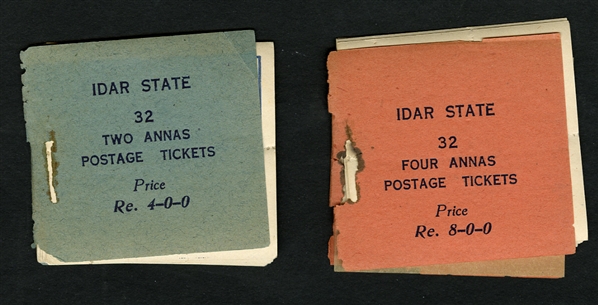 IDAR STATE
32
TWO ANNAS
POSTAGE TICKETS
Price
Re. 4-0-0
IDAR STATE
32
FOUR ANNAS
POSTAGE TICKETS
Price
Re. 8-0-0